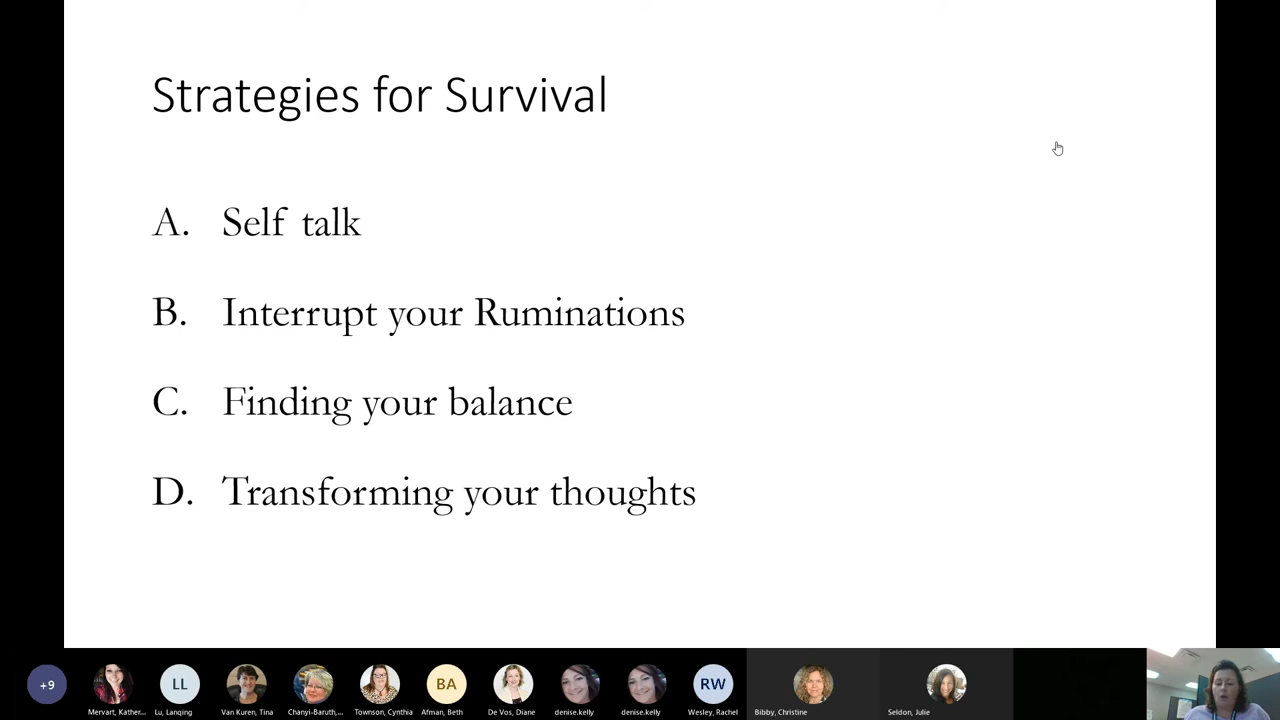 Strategies for Survival
A. Self talk
B. Interrupt your Ruminations
C. Finding your balance
D. Transforming your thoughts
+9 LL BA RW
Mervart, Kather... Lu, Lanqing Van Kuren, Tina Chanyi-Baruth,... Townson, Cynthia Afman, Beth De Vos, Diane denise.kelly denise.kelly Wesley, Rachel Bibby, Christine Seldon, Julie